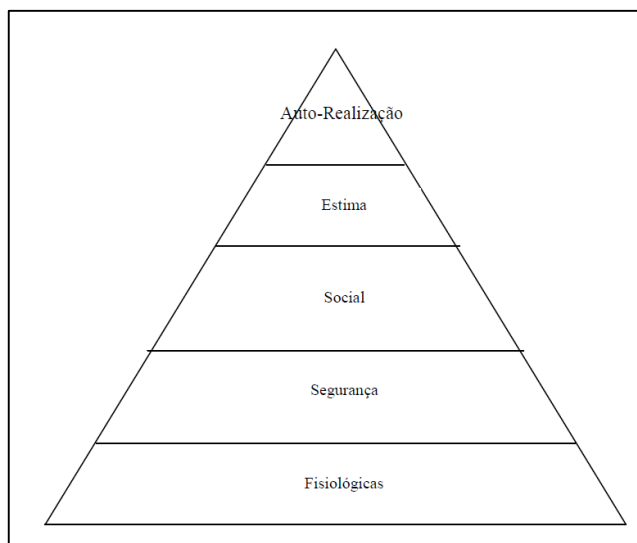 Auto-Realização
Estima
Social
Segurança
Fisiológicas